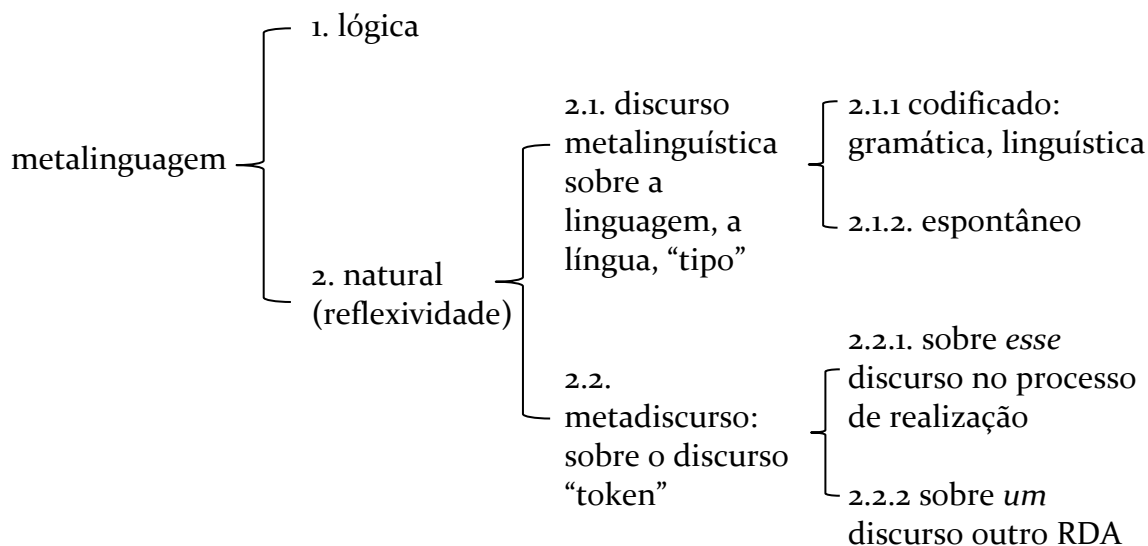 metalinguagem
1. lógica
2. natural
(reflexividade)
2.1. discurso
metalinguística
sobre a
linguagem, a
língua, “tipo”
2.1.1 codificado:
gramática, linguística
2.1.2. espontâneo
2.2.
metadiscurso:
sobre o discurso
“token”
2.2.1. sobre esse
discurso no processo
de realização
2.2.2 sobre um
discurso outro RDA